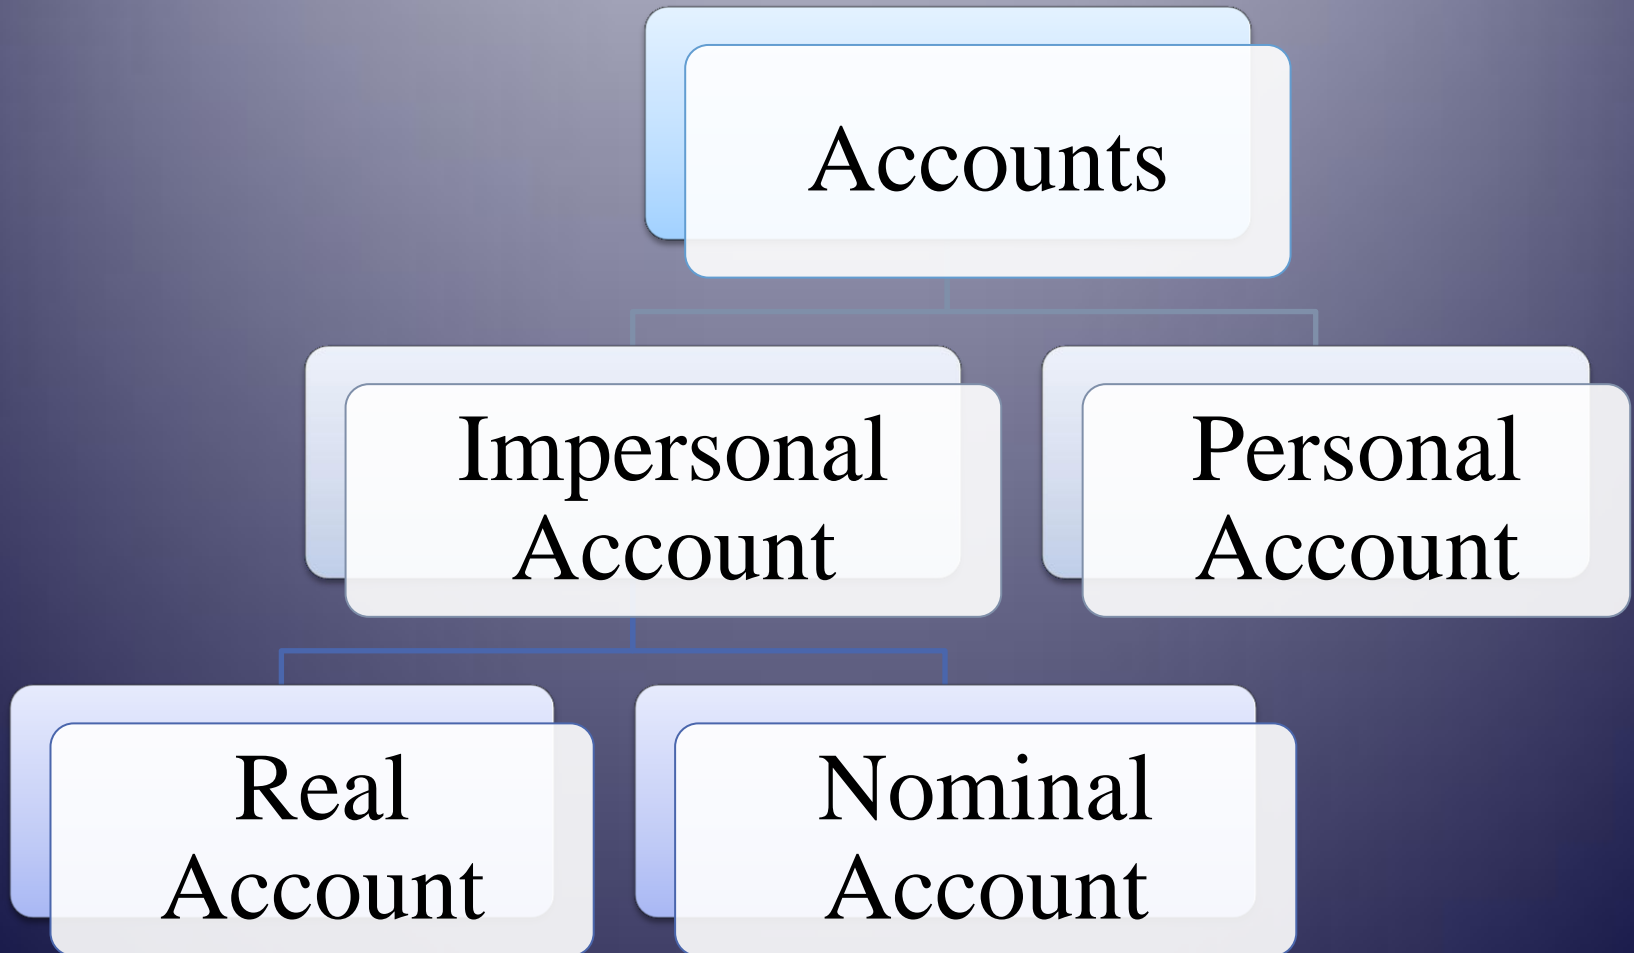 Accounts
Impersonal
Account
Personal
Account
Real
Account
Nominal
Account